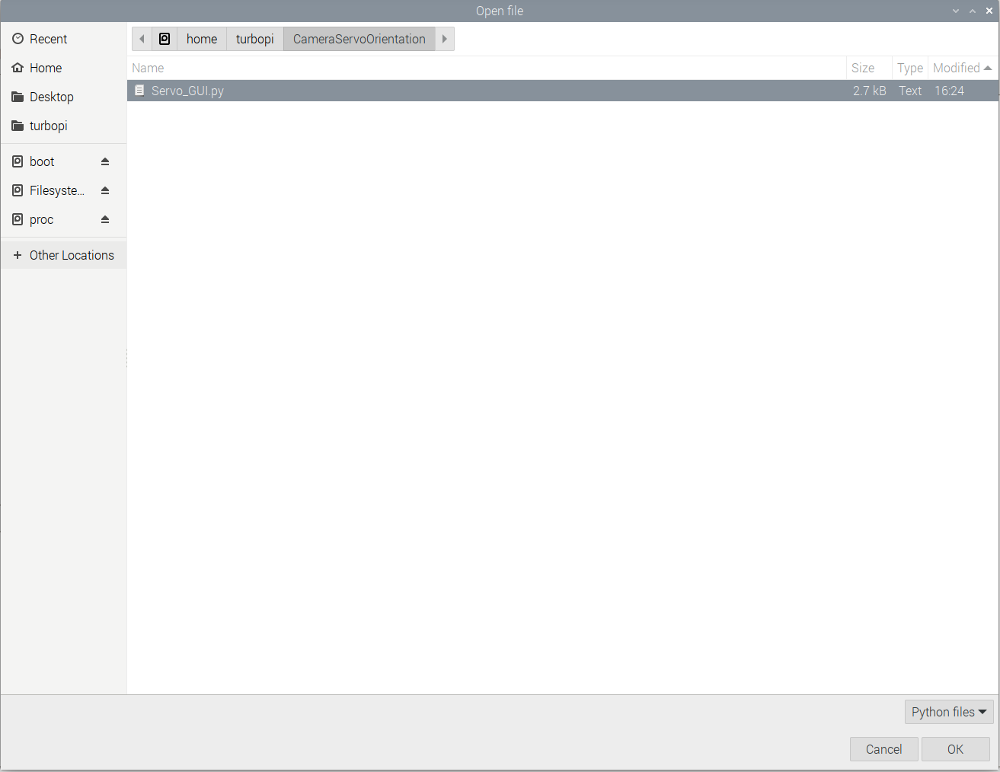 Open file
Recent
Home
Desktop
turbopi
boot
Filesyste...
proc
Other Locations
home turbopi CameraServoOrientation
Name Size Type Modified
Servo_GUI.py 2.7 kB Text 16:24
Python files
Cancel OK